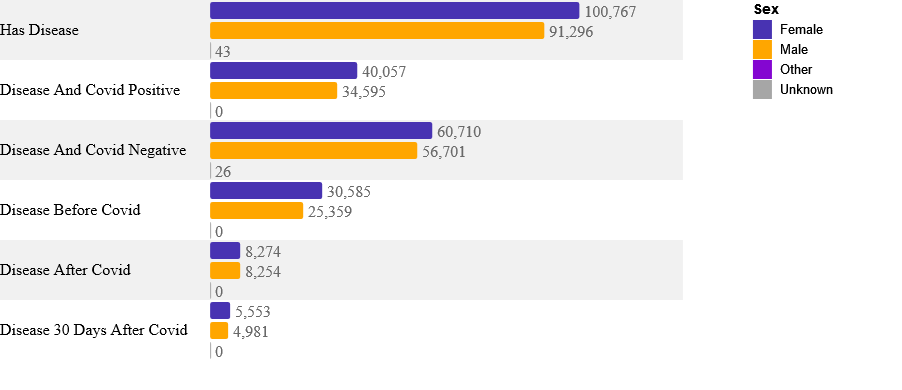 Has Disease
100,767
91,296
43
Disease And Covid Positive
40,057
34,595
0
Disease And Covid Negative
60,710
56,701
26
Disease Before Covid
30,585
25,359
0
Disease After Covid
8,274
8,254
0
Disease 30 Days After Covid
5,553
4,981
0
Sex
Female
Male
Other
Unknown